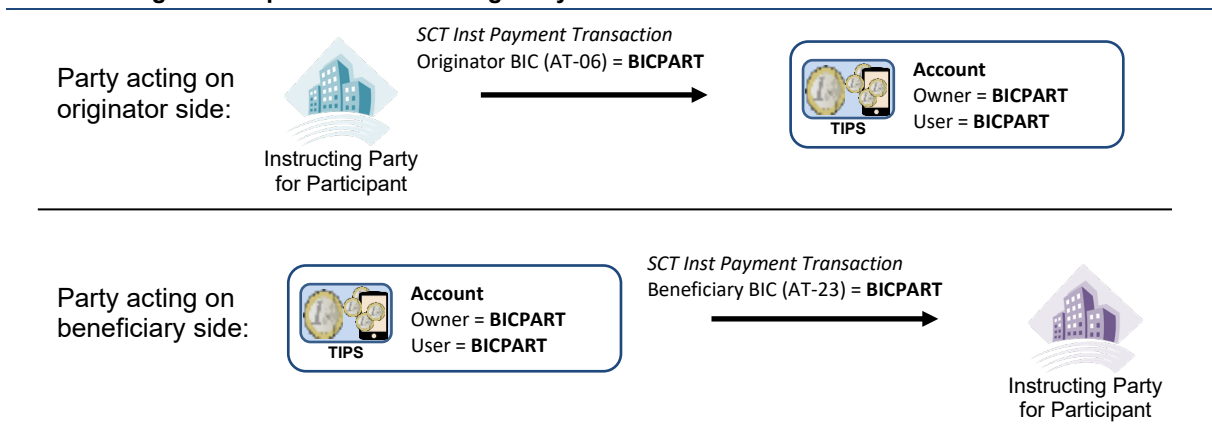 SCT Inst Payment Transaction
Originator BIC (AT-06) = BICPART
Party acting on
originator side:
Account
Owner = BICPART
User = BICPART
TIPS
Instructing Party
for Participant
SCT Inst Payment Transaction
Beneficiary BIC (AT-23) = BICPART
Party acting on
beneficiary side:
Account
Owner = BICPART
User = BICPART
TIPS
Instructing Party
for Participant